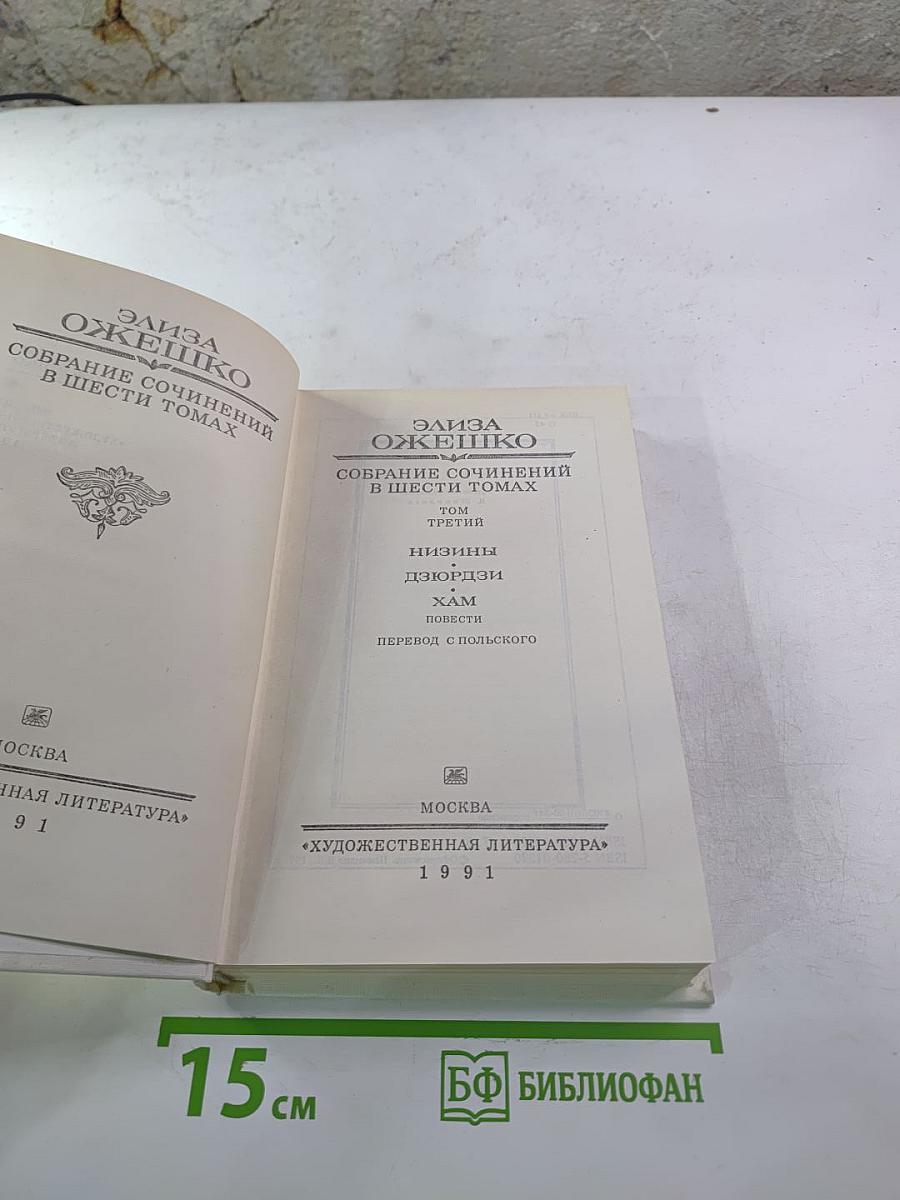 ЭЛИЗА
ОЖЕШКО
СОБРАНИЕ СОЧИНЕНИЙ
В ШЕСТИ ТОМАХ
МОСКВА
ЛИТЕРАТУРА»
9 1
ЭЛИЗА
ОЖЕШКО
СОБРАНИЕ СОЧИНЕНИЙ
В ШЕСТИ ТОМАХ
ТОМ
ТРЕТИЙ
НИЗИНЫ
•
ДЗЮРДЗИ
•
ХАМ
ПОВЕСТИ
ПЕРЕВОД С ПОЛЬСКОГО
МОСКВА
«ХУДОЖЕСТВЕННАЯ ЛИТЕРАТУРА»
1991
15 см
БФ БИБЛИОФАН